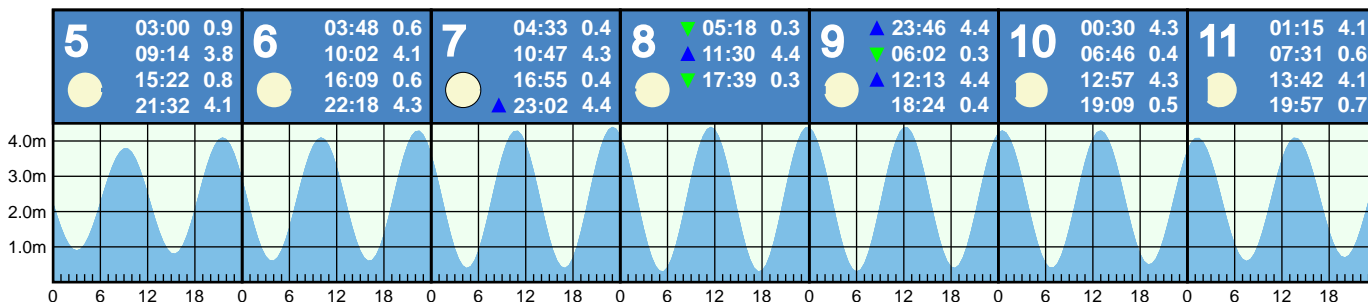 5 03:00 0.9
09:14 3.8
15:22 0.8
21:32 4.1
6 03:48 0.6
10:02 4.1
16:09 0.6
22:18 4.3
7 04:33 0.4
10:47 4.3
16:55 0.4
▲ 23:02 4.4
8 ▼ 05:18 0.3
▲ 11:30 4.4
▼ 17:39 0.3
9 ▲ 23:46 4.4
▼ 06:02 0.3
▲ 12:13 4.4
18:24 0.4
10 00:30 4.3
06:46 0.4
12:57 4.3
19:09 0.5
11 01:15 4.1
07:31 0.6
13:42 4.1
19:57 0.7
4.0m
3.0m
2.0m
1.0m
0 6 12 18 0 6 12 18 0 6 12 18 0 6 12 18 0 6 12 18 0 6 12 18 0 6 12 18